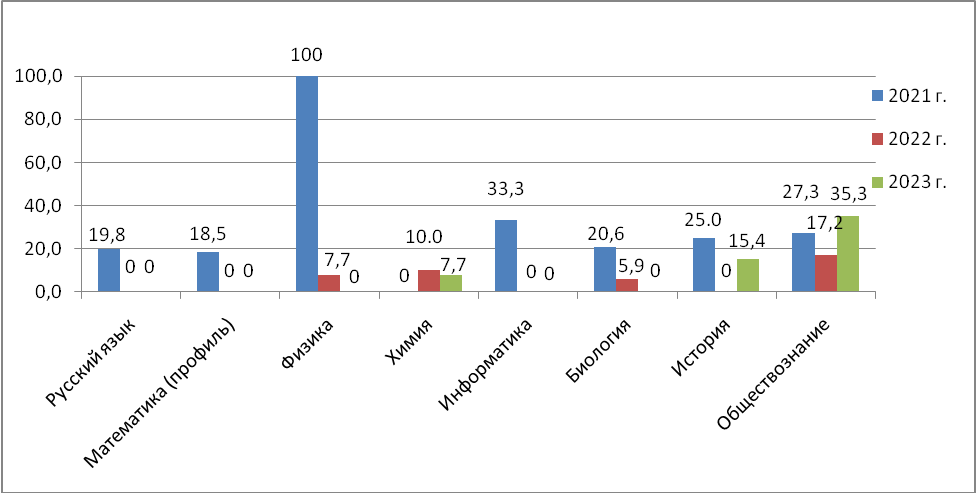 100
100,0
80,0
60,0
40,0
20,0
0,0
19,8
0
0
18,5
0
0
7,7
0
0
10.0
7,7
33,3
0
0
20,6
5,9
0
25.0
0
15,4
27,3
17,2
35,3
Русский язык
Математика (профиль)
Физика
Химия
Информатика
Биология
История
Обществознание
2021 г.
2022 г.
2023 г.